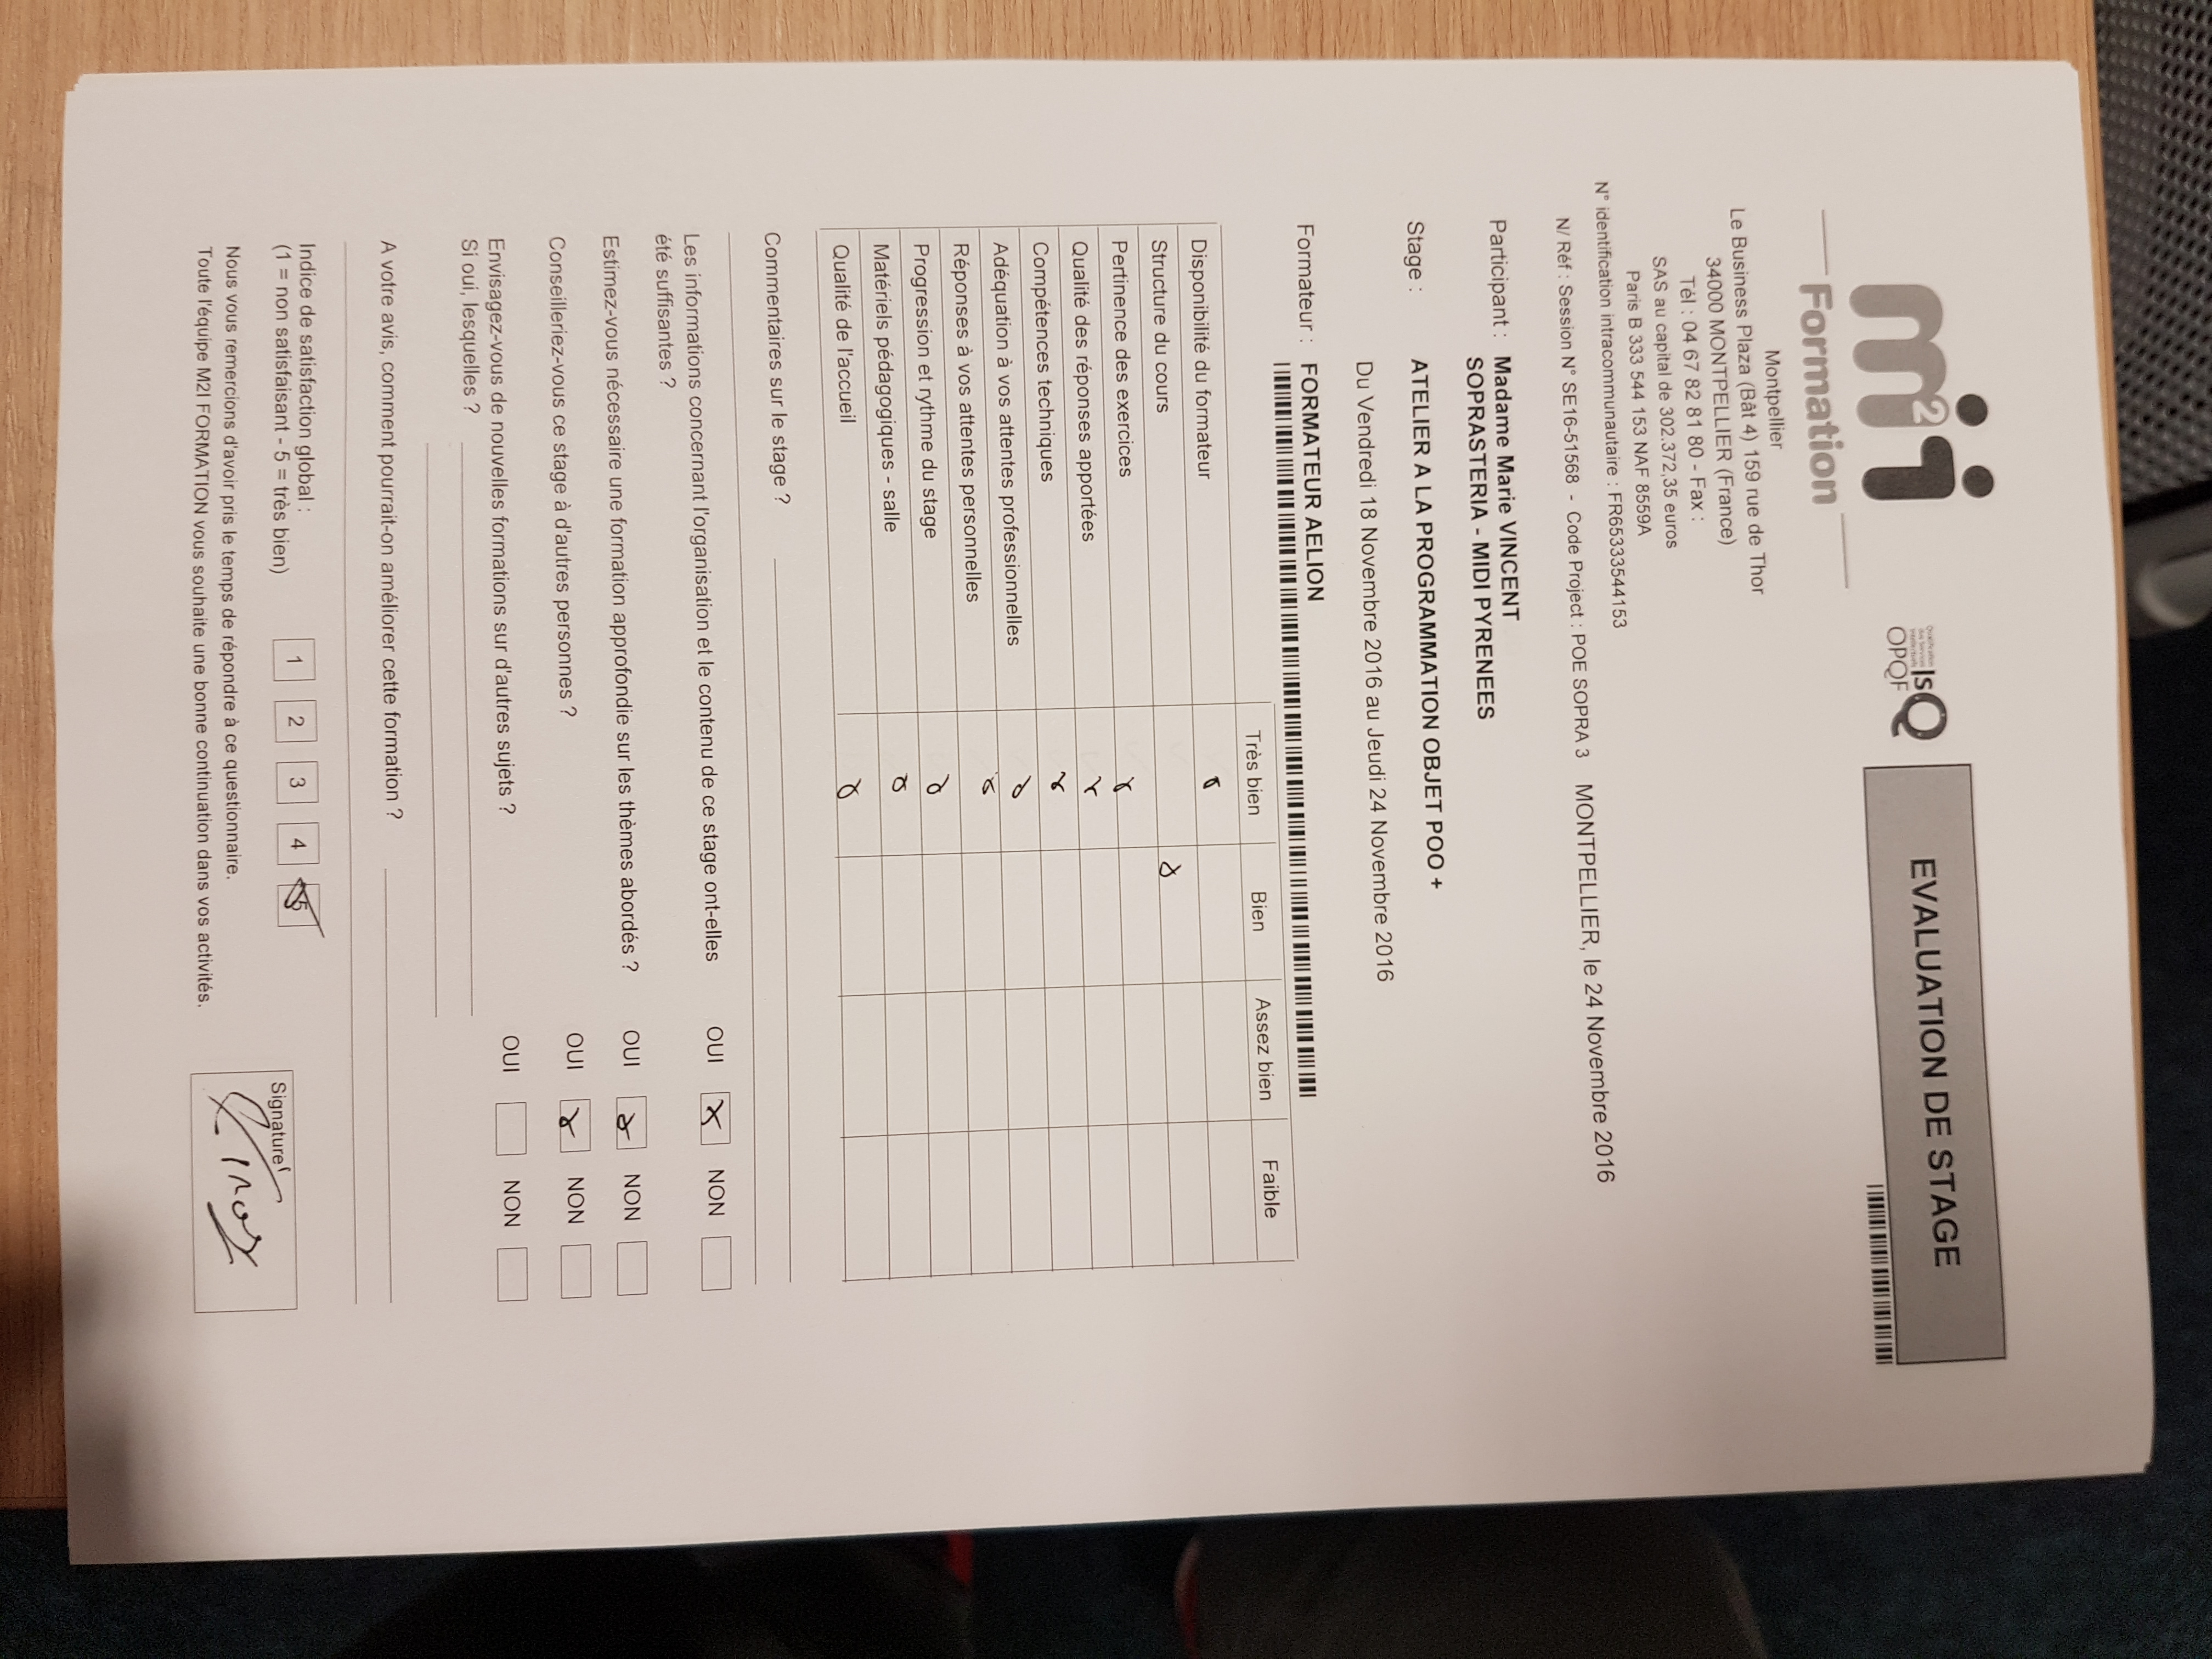 m2i
Formation
Qualification
des Services
Intellectuels
ISQ
OPQF
EVALUATION DE STAGE
Montpellier
Le Business Plaza (Bât 4) 159 rue de Thor
34000 MONTPELLIER (France)
Tél : 04 67 82 81 80 - Fax :
SAS au capital de 302.372,35 euros
Paris B 333 544 153 NAF 8559A
N° identification intracommunautaire : FR65333544153
N/ Réf : Session N° SE16-51568 - Code Project : POE SOPRA 3 MONTPELLIER, le 24 Novembre 2016
Participant : Madame Marie VINCENT
SOPRASTERIA - MIDI PYRENEES
Stage : ATELIER A LA PROGRAMMATION OBJET POO +
Du Vendredi 18 Novembre 2016 au Jeudi 24 Novembre 2016
Formateur : FORMATEUR AELION
Très bien Bien Assez bien Faible
Disponibilité du formateur
Structure du cours
Pertinence des exercices
Qualité des réponses apportées
Compétences techniques
Adéquation à vos attentes professionnelles
Réponses à vos attentes personnelles
Progression et rythme du stage
Matériels pédagogiques - salle
Qualité de l'accueil
Commentaires sur le stage ?
Les informations concernant l'organisation et le contenu de ce stage ont-elles OUI NON
été suffisantes ?
Estimez-vous nécessaire une formation approfondie sur les thèmes abordés ? OUI NON
Conseilleriez-vous ce stage à d'autres personnes ? OUI NON
Envisagez-vous de nouvelles formations sur d'autres sujets ? OUI NON
Si oui, lesquelles ?
A votre avis, comment pourrait-on améliorer cette formation ?
Indice de satisfaction global : 1 2 3 4 5
(1 = non satisfaisant - 5 = très bien)
Signature
Nous vous remercions d'avoir pris le temps de répondre à ce questionnaire.
Toute l'équipe M2I FORMATION vous souhaite une bonne continuation dans vos activités.